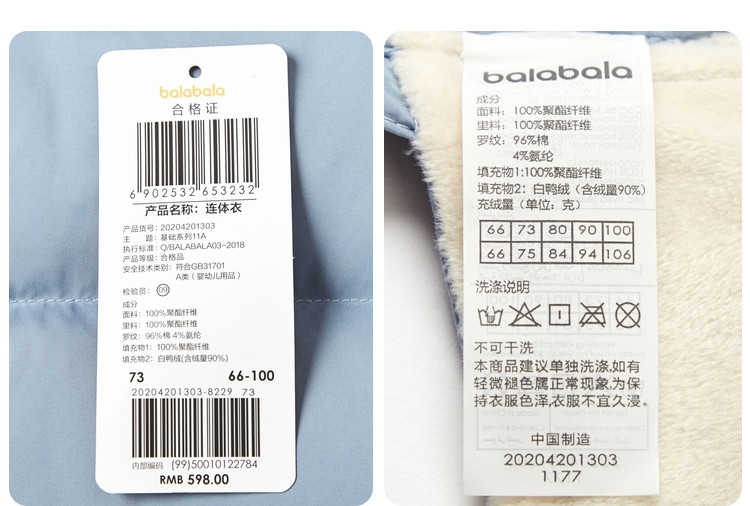 balabala
合格证
6 902532 653232
产品名称：连体衣
产品货号：20204201303
主　题：基础系列11A
执行标准：Q/BALABALA03-2018
产品等级：合格品
安全技术类别：符合GB31701
A类（婴幼儿用品）
检验员：09
成分
面料：100%聚酯纤维
里料：100%聚酯纤维
罗纹：96%棉 4%氨纶
填充物1：100%聚酯纤维
填充物2：白鸭绒(含绒量90%)
73 66-100
20204201303-8229 73
内部编码 (99)50010122784
RMB 598.00
balabala
成分
面料：100%聚酯纤维
里料：100%聚酯纤维
罗纹：96%棉
4%氨纶
填充物1:100%聚酯纤维
填充物2：白鸭绒（含绒量90%）
充绒量（单位：克）
66 73 80 90 100
66 75 84 94 106
洗涤说明
不可干洗
本商品建议单独洗涤,如有
轻微褪色属正常现象,为保
持衣服色泽,衣服不宜久浸。
中国制造
20204201303
1177